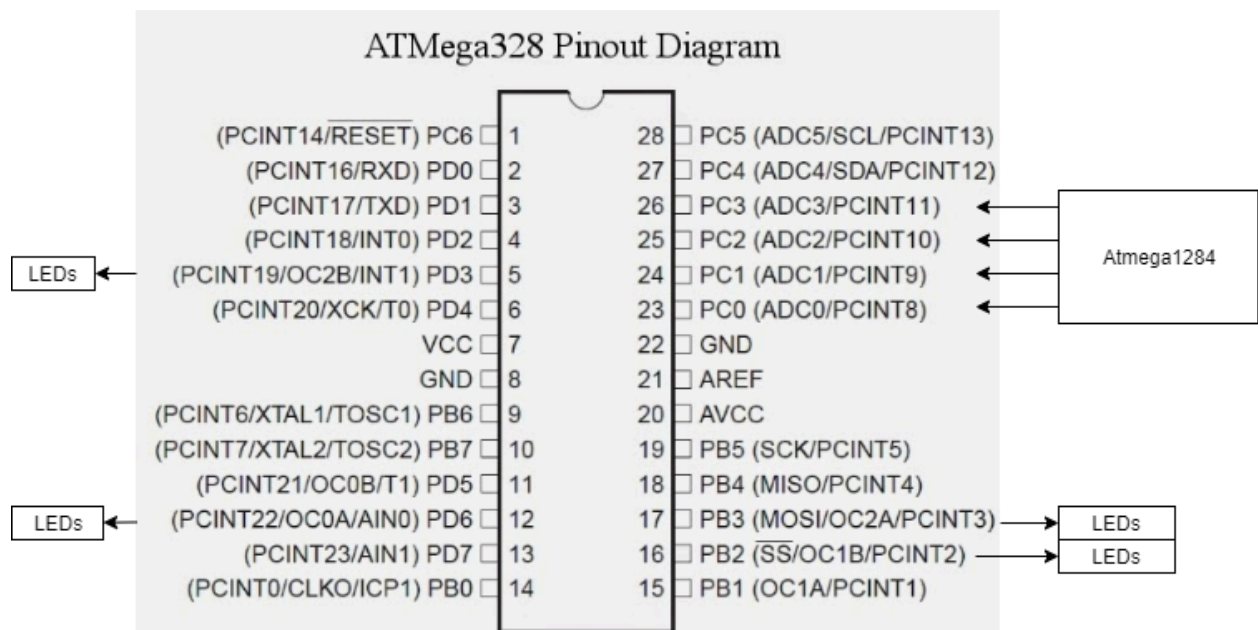 ATMega328 Pinout Diagram
(PCINT14/RESET) PC6 1 28 PC5 (ADC5/SCL/PCINT13)
(PCINT16/RXD) PD0 2 27 PC4 (ADC4/SDA/PCINT12)
(PCINT17/TXD) PD1 3 26 PC3 (ADC3/PCINT11)
(PCINT18/INT0) PD2 4 25 PC2 (ADC2/PCINT10)
Atmega1284
LEDs (PCINT19/OC2B/INT1) PD3 5 24 PC1 (ADC1/PCINT9)
(PCINT20/XCK/T0) PD4 6 23 PC0 (ADC0/PCINT8)
VCC 7 22 GND
GND 8 21 AREF
(PCINT6/XTAL1/TOSC1) PB6 9 20 AVCC
(PCINT7/XTAL2/TOSC2) PB7 10 19 PB5 (SCK/PCINT5)
(PCINT21/OC0B/T1) PD5 11 18 PB4 (MISO/PCINT4)
LEDs (PCINT22/OC0A/AIN0) PD6 12 17 PB3 (MOSI/OC2A/PCINT3) LEDs
(PCINT23/AIN1) PD7 13 16 PB2 (SS/OC1B/PCINT2) LEDs
(PCINT0/CLKO/ICP1) PB0 14 15 PB1 (OC1A/PCINT1)